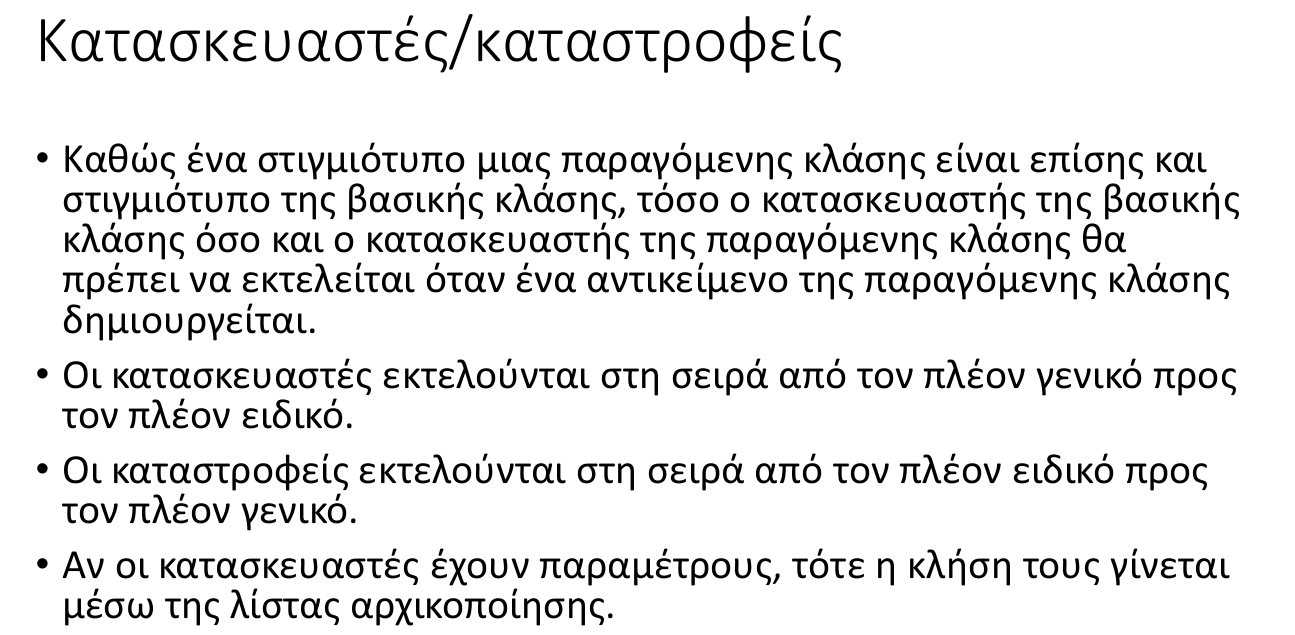 Κατασκευαστές/καταστροφείς
• Καθώς ένα στιγμιότυπο μιας παραγόμενης κλάσης είναι επίσης και
στιγμιότυπο της βασικής κλάσης, τόσο ο κατασκευαστής της βασικής
κλάσης όσο και ο κατασκευαστής της παραγόμενης κλάσης θα
πρέπει να εκτελείται όταν ένα αντικείμενο της παραγόμενης κλάσης
δημιουργείται.
• Οι κατασκευαστές εκτελούνται στη σειρά από τον πλέον γενικό προς
τον πλέον ειδικό.
• Οι καταστροφείς εκτελούνται στη σειρά από τον πλέον ειδικό προς
τον πλέον γενικό.
• Αν οι κατασκευαστές έχουν παραμέτρους, τότε η κλήση τους γίνεται
μέσω της λίστας αρχικοποίησης.